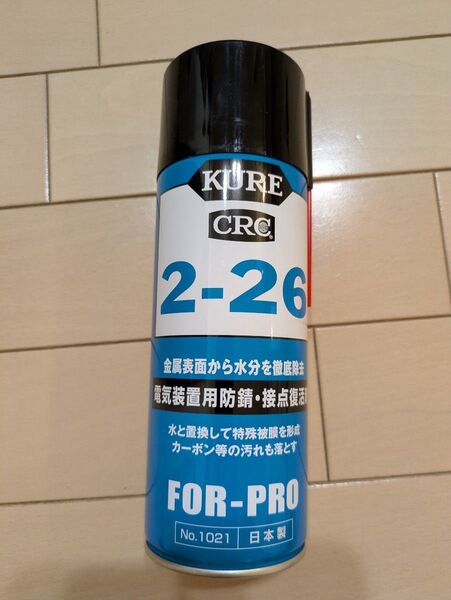 KURE
CRC®
2-26
金属表面から水分を徹底除去
電気装置用防錆・接点復活
水と置換して特殊被膜を形成
カーボン等の汚れも落とす
FOR-PRO
No.1021 日本製